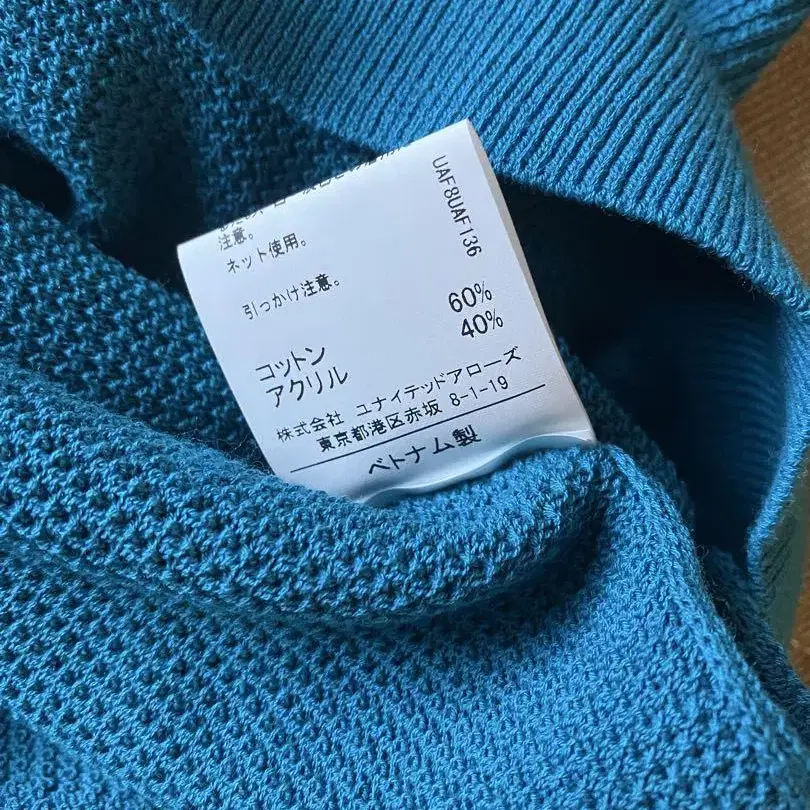 注意。
ネット使用。
引っかけ注意。
UAF8UAF136
コットン 60%
アクリル 40%
株式会社 ユナイテッドアローズ
東京都港区赤坂 8-1-19
ベトナム製